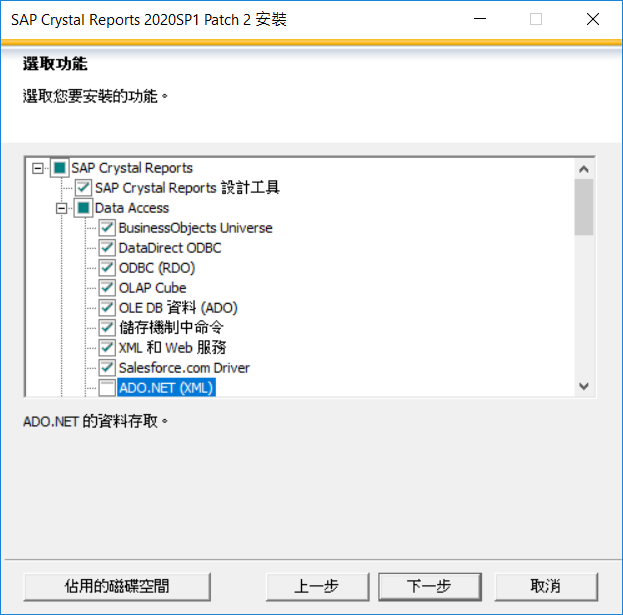 SAP Crystal Reports 2020SP1 Patch 2 安裝
選取功能
選取您要安裝的功能。
SAP Crystal Reports
SAP Crystal Reports 設計工具
Data Access
BusinessObjects Universe
DataDirect ODBC
ODBC (RDO)
OLAP Cube
OLE DB 資料 (ADO)
儲存機制中命令
XML 和 Web 服務
Salesforce.com Driver
ADO.NET (XML)
ADO.NET 的資料存取。
佔用的磁碟空間
上一步
下一步
取消